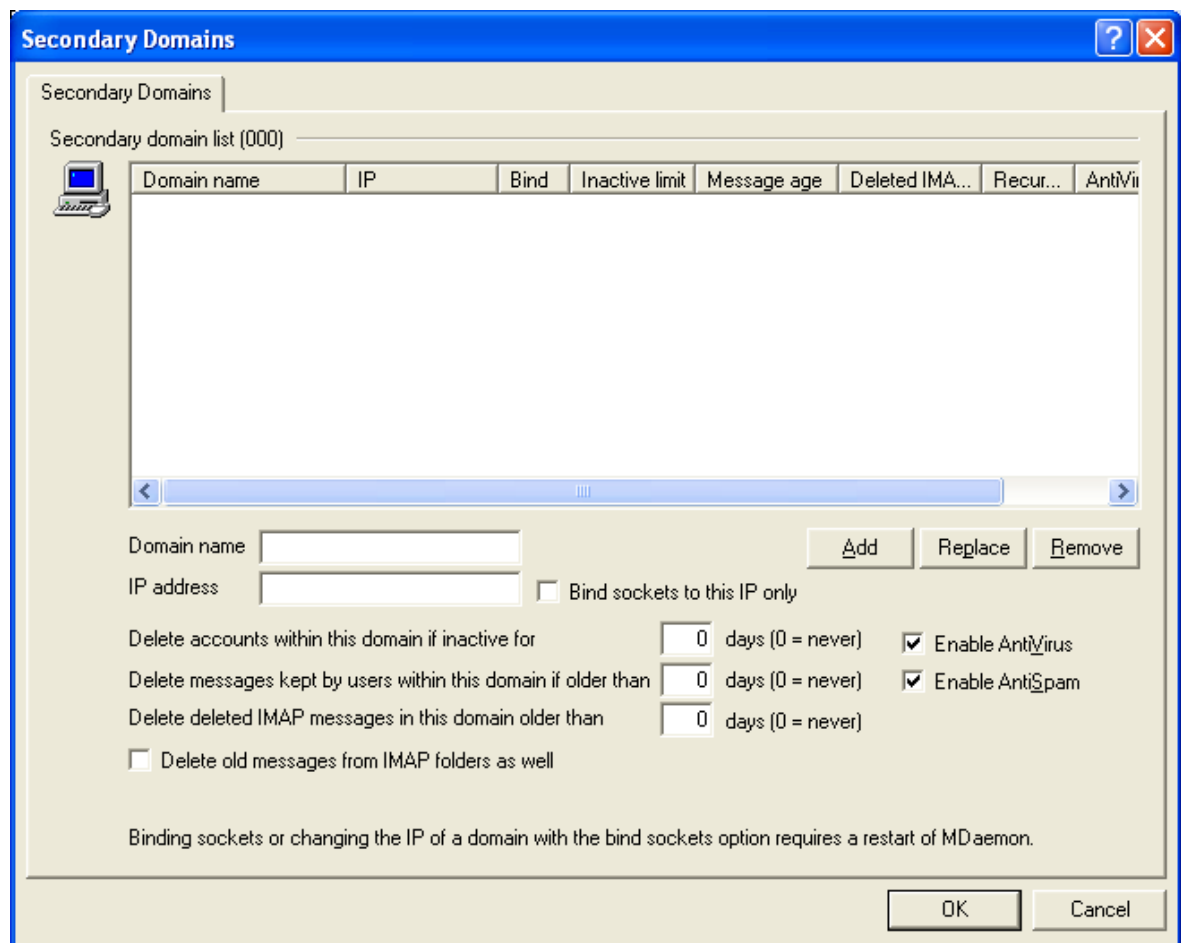 Secondary Domains
Secondary Domains
Secondary domain list (000)
Domain name IP Bind Inactive limit Message age Deleted IMA... Recur... AntiVi
Domain name Add Replace Remove
IP address Bind sockets to this IP only
Delete accounts within this domain if inactive for 0 days (0 = never) Enable AntiVirus
Delete messages kept by users within this domain if older than 0 days (0 = never) Enable AntiSpam
Delete deleted IMAP messages in this domain older than 0 days (0 = never)
Delete old messages from IMAP folders as well
Binding sockets or changing the IP of a domain with the bind sockets option requires a restart of MDaemon.
OK Cancel